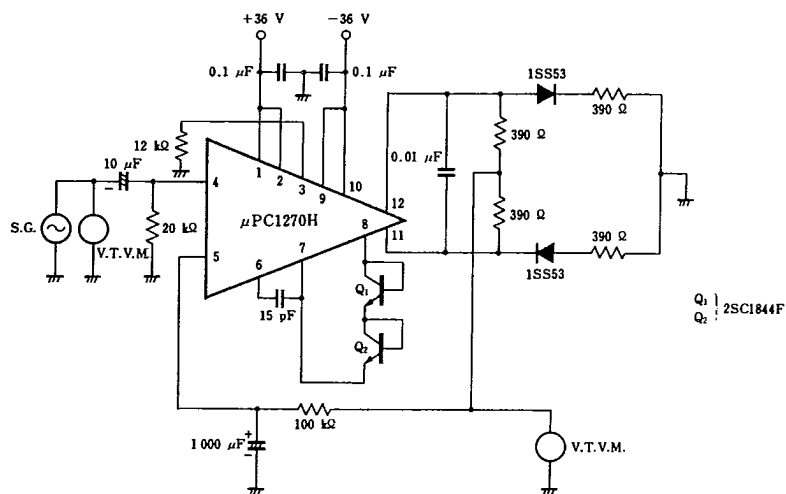 +36 V
−36 V
0.1 μF
0.1 μF
1SS53
390 Ω
12 kΩ
390 Ω
10 μF
−
0.01 μF
1
2
3
9
10
4
12
S.G.
V.T.V.M.
20 kΩ
μPC1270H
390 Ω
11
8
390 Ω
5
7
1SS53
6
Q₁
15 pF
Q₂
Q₁
Q₂
2SC1844F
100 kΩ
+
1 000 μF
−
V.T.V.M.